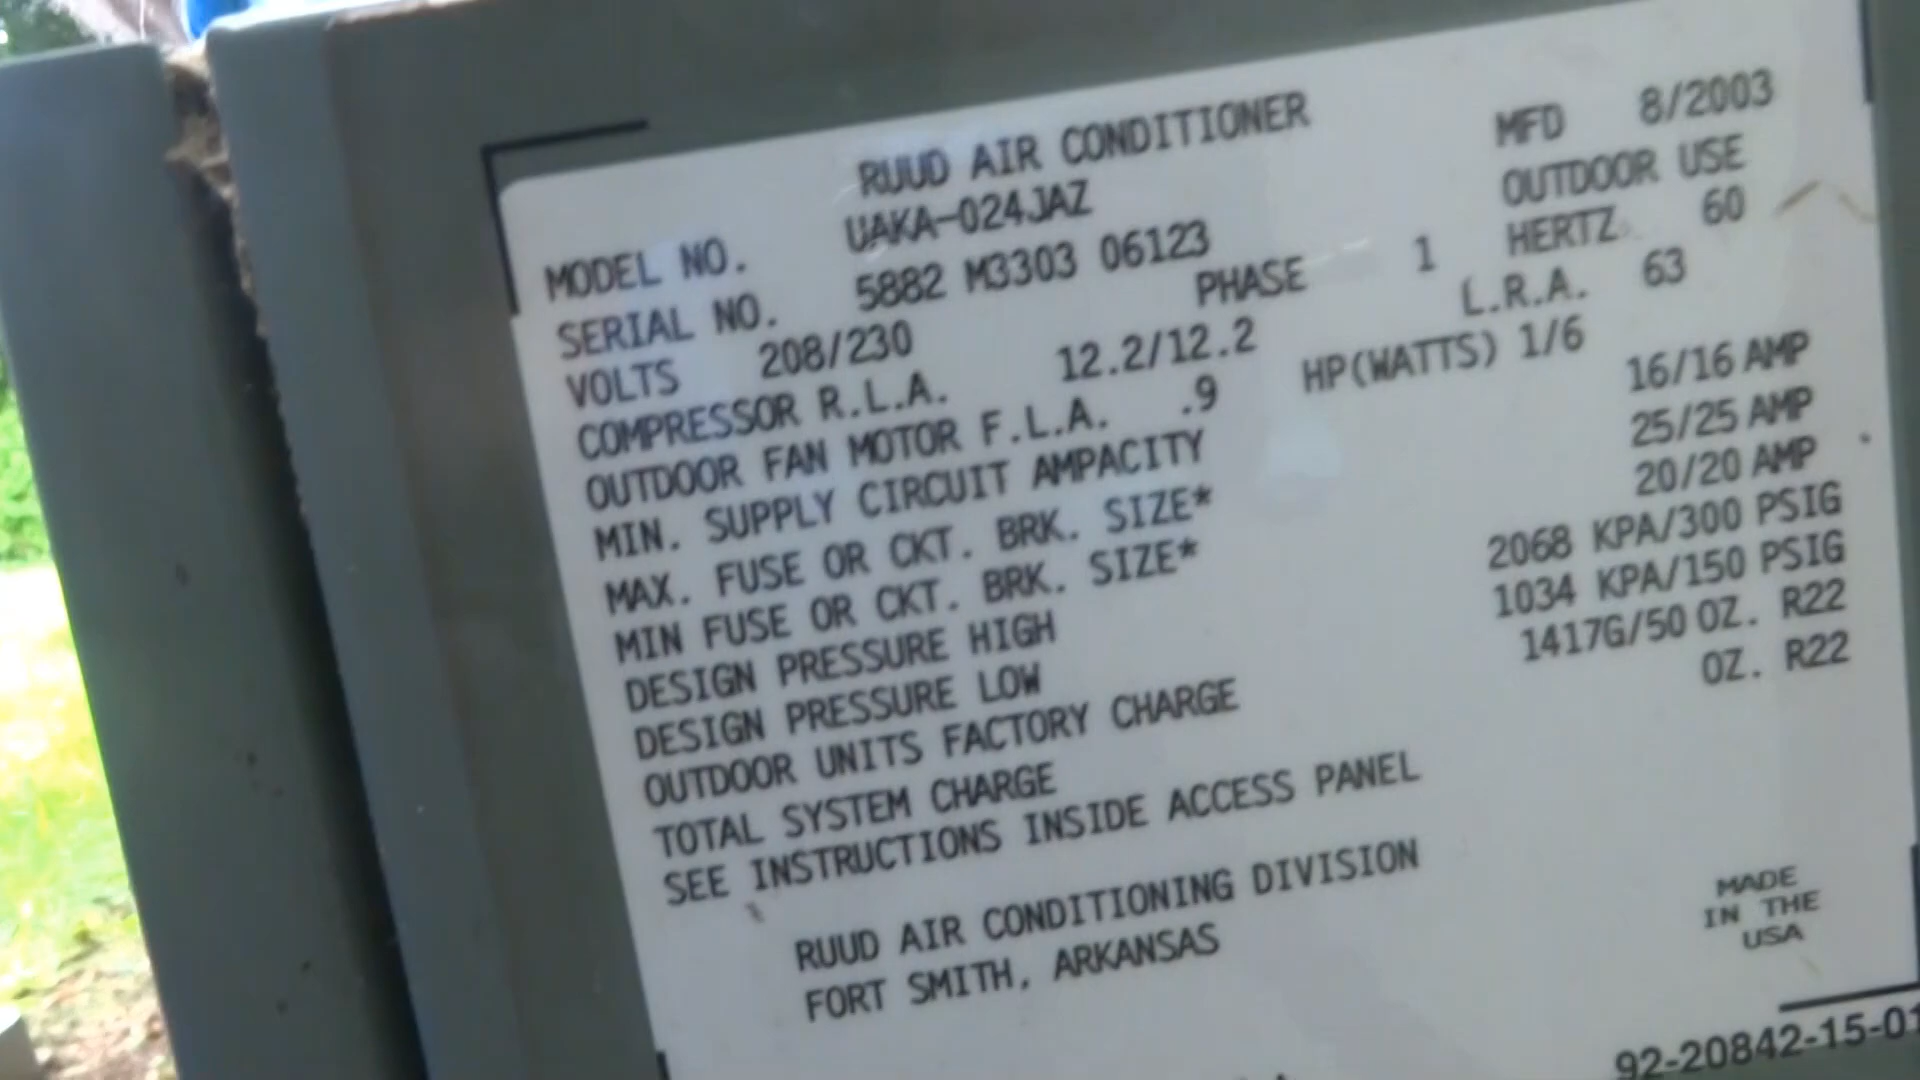 RUUD AIR CONDITIONER MFD 8/2003
MODEL NO. UAKA-024JAZ OUTDOOR USE
SERIAL NO. 5882 M3303 06123 HERTZ 60
VOLTS 208/230 PHASE 1 L.R.A. 63
COMPRESSOR R.L.A. 12.2/12.2
OUTDOOR FAN MOTOR F.L.A. .9 HP(WATTS) 1/6
MIN. SUPPLY CIRCUIT AMPACITY 16/16 AMP
MAX. FUSE OR CKT. BRK. SIZE* 25/25 AMP
MIN FUSE OR CKT. BRK. SIZE* 20/20 AMP
DESIGN PRESSURE HIGH 2068 KPA/300 PSIG
DESIGN PRESSURE LOW 1034 KPA/150 PSIG
OUTDOOR UNITS FACTORY CHARGE 1417G/50 OZ. R22
TOTAL SYSTEM CHARGE OZ. R22
SEE INSTRUCTIONS INSIDE ACCESS PANEL
RUUD AIR CONDITIONING DIVISION
FORT SMITH, ARKANSAS
MADE
IN THE
USA
92-20842-15-01